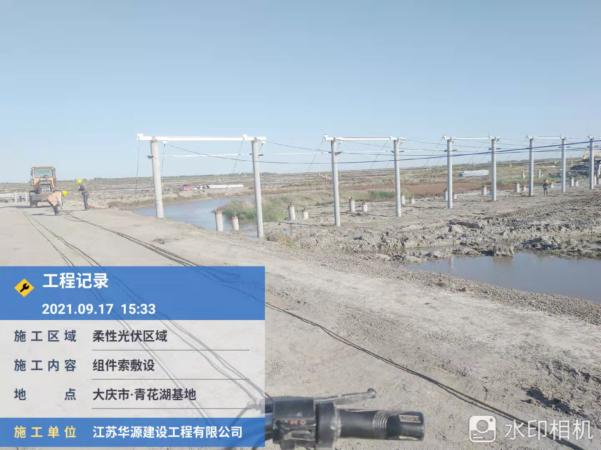 工程记录
2021.09.17 15:33
施工区域 柔性光伏区域
施工内容 组件索敷设
地点 大庆市·青花湖基地
施工单位 江苏华源建设工程有限公司
水印相机